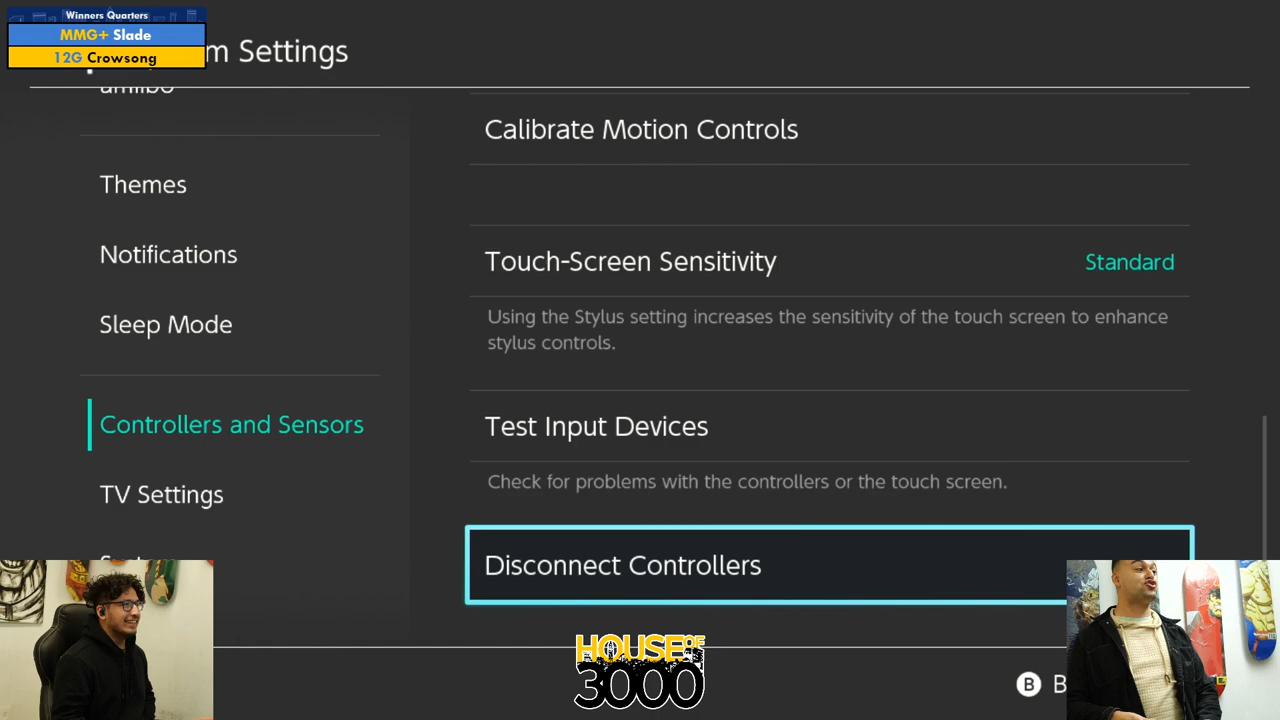 Winners Quarters
MMG+ Slade
12G Crowsong
m Settings
amiibo
Themes
Notifications
Sleep Mode
Controllers and Sensors
TV Settings
Calibrate Motion Controls
Touch-Screen Sensitivity Standard
Using the Stylus setting increases the sensitivity of the touch screen to enhance
stylus controls.
Test Input Devices
Check for problems with the controllers or the touch screen.
Disconnect Controllers
HOUSE OF
3000
B B